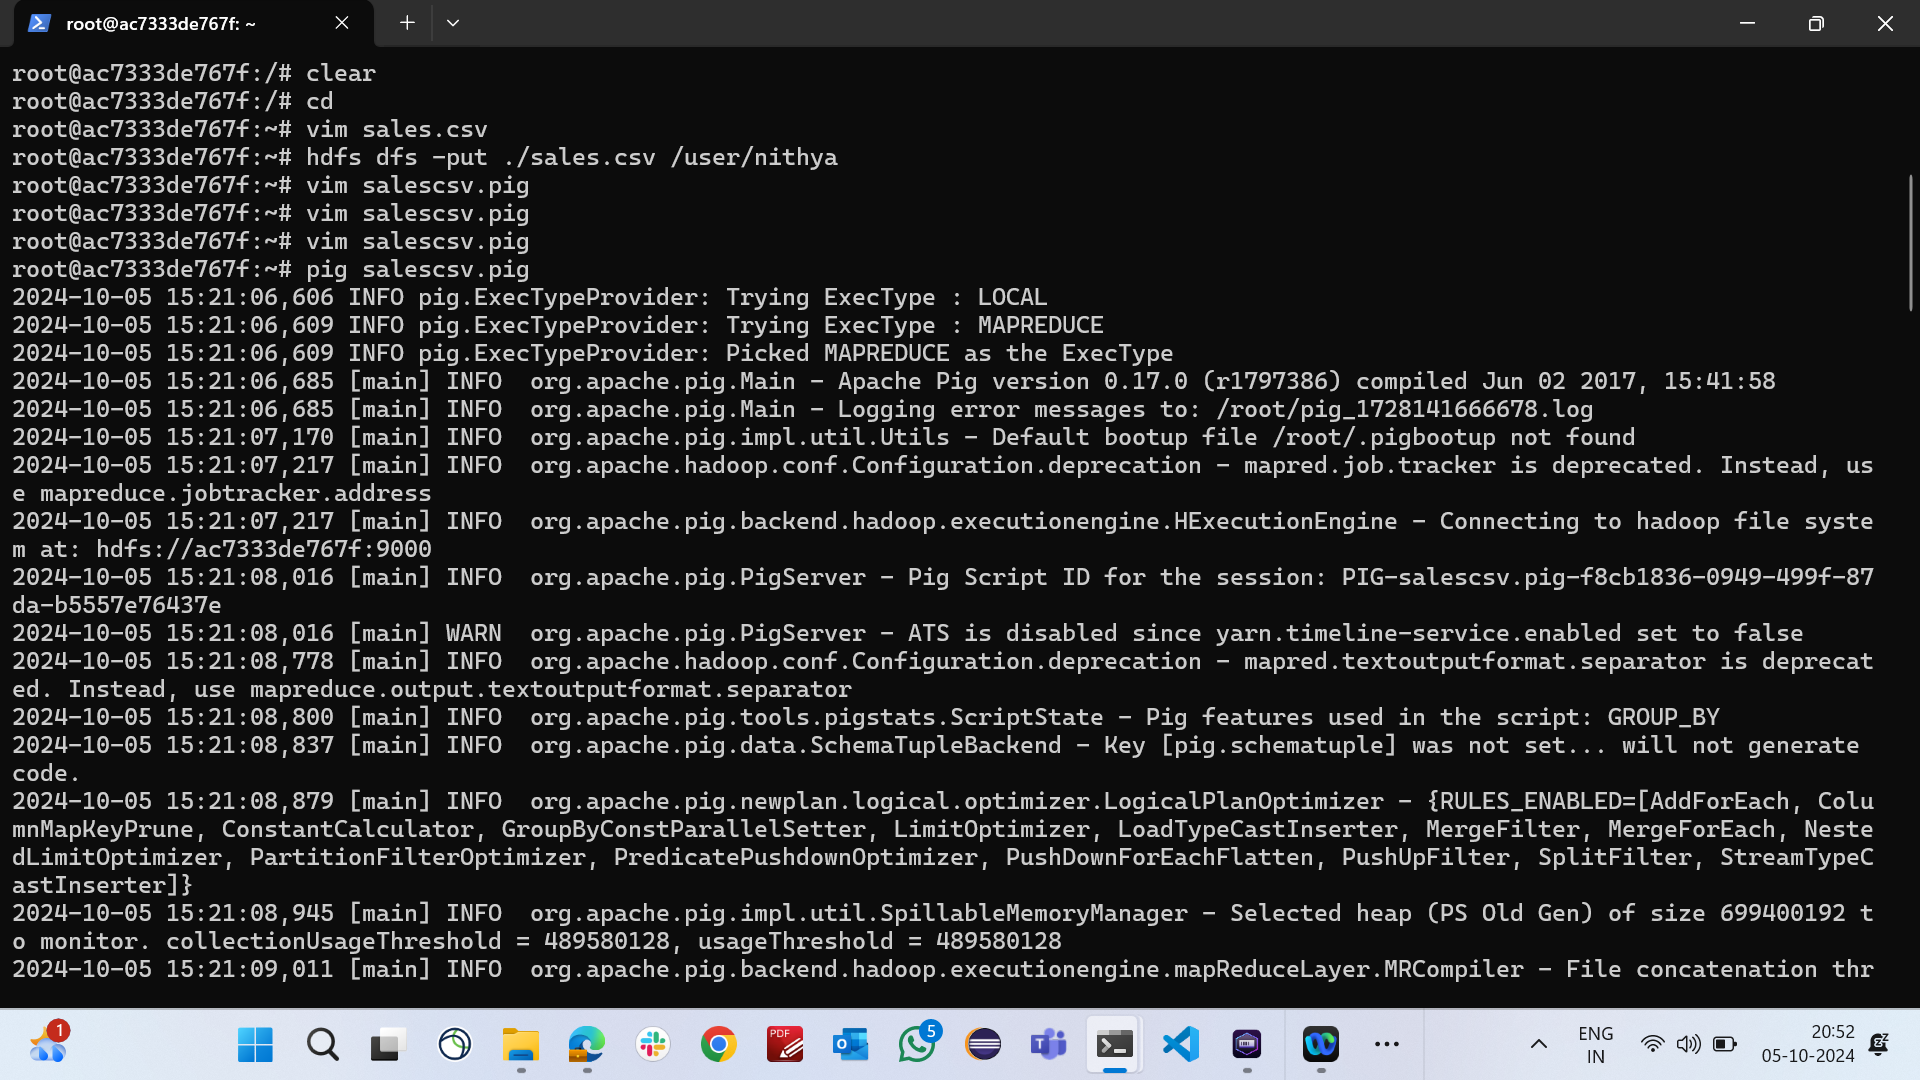 root@ac7333de767f: ~
root@ac7333de767f:/# clear
root@ac7333de767f:/# cd
root@ac7333de767f:~# vim sales.csv
root@ac7333de767f:~# hdfs dfs -put ./sales.csv /user/nithya
root@ac7333de767f:~# vim salescsv.pig
root@ac7333de767f:~# vim salescsv.pig
root@ac7333de767f:~# vim salescsv.pig
root@ac7333de767f:~# pig salescsv.pig
2024-10-05 15:21:06,606 INFO pig.ExecTypeProvider: Trying ExecType : LOCAL
2024-10-05 15:21:06,609 INFO pig.ExecTypeProvider: Trying ExecType : MAPREDUCE
2024-10-05 15:21:06,609 INFO pig.ExecTypeProvider: Picked MAPREDUCE as the ExecType
2024-10-05 15:21:06,685 [main] INFO  org.apache.pig.Main - Apache Pig version 0.17.0 (r1797386) compiled Jun 02 2017, 15:41:58
2024-10-05 15:21:06,685 [main] INFO  org.apache.pig.Main - Logging error messages to: /root/pig_1728141666678.log
2024-10-05 15:21:07,170 [main] INFO  org.apache.pig.impl.util.Utils - Default bootup file /root/.pigbootup not found
2024-10-05 15:21:07,217 [main] INFO  org.apache.hadoop.conf.Configuration.deprecation - mapred.job.tracker is deprecated. Instead, us
e mapreduce.jobtracker.address
2024-10-05 15:21:07,217 [main] INFO  org.apache.pig.backend.hadoop.executionengine.HExecutionEngine - Connecting to hadoop file syste
m at: hdfs://ac7333de767f:9000
2024-10-05 15:21:08,016 [main] INFO  org.apache.pig.PigServer - Pig Script ID for the session: PIG-salescsv.pig-f8cb1836-0949-499f-87
da-b5557e76437e
2024-10-05 15:21:08,016 [main] WARN  org.apache.pig.PigServer - ATS is disabled since yarn.timeline-service.enabled set to false
2024-10-05 15:21:08,778 [main] INFO  org.apache.hadoop.conf.Configuration.deprecation - mapred.textoutputformat.separator is deprecat
ed. Instead, use mapreduce.output.textoutputformat.separator
2024-10-05 15:21:08,800 [main] INFO  org.apache.pig.tools.pigstats.ScriptState - Pig features used in the script: GROUP_BY
2024-10-05 15:21:08,837 [main] INFO  org.apache.pig.data.SchemaTupleBackend - Key [pig.schematuple] was not set... will not generate
code.
2024-10-05 15:21:08,879 [main] INFO  org.apache.pig.newplan.logical.optimizer.LogicalPlanOptimizer - {RULES_ENABLED=[AddForEach, Colu
mnMapKeyPrune, ConstantCalculator, GroupByConstParallelSetter, LimitOptimizer, LoadTypeCastInserter, MergeFilter, MergeForEach, Neste
dLimitOptimizer, PartitionFilterOptimizer, PredicatePushdownOptimizer, PushDownForEachFlatten, PushUpFilter, SplitFilter, StreamTypeC
astInserter]}
2024-10-05 15:21:08,945 [main] INFO  org.apache.pig.impl.util.SpillableMemoryManager - Selected heap (PS Old Gen) of size 699400192 t
o monitor. collectionUsageThreshold = 489580128, usageThreshold = 489580128
2024-10-05 15:21:09,011 [main] INFO  org.apache.pig.backend.hadoop.executionengine.mapReduceLayer.MRCompiler - File concatenation thr
1
PDF
5
ENG
IN
20:52
05-10-2024